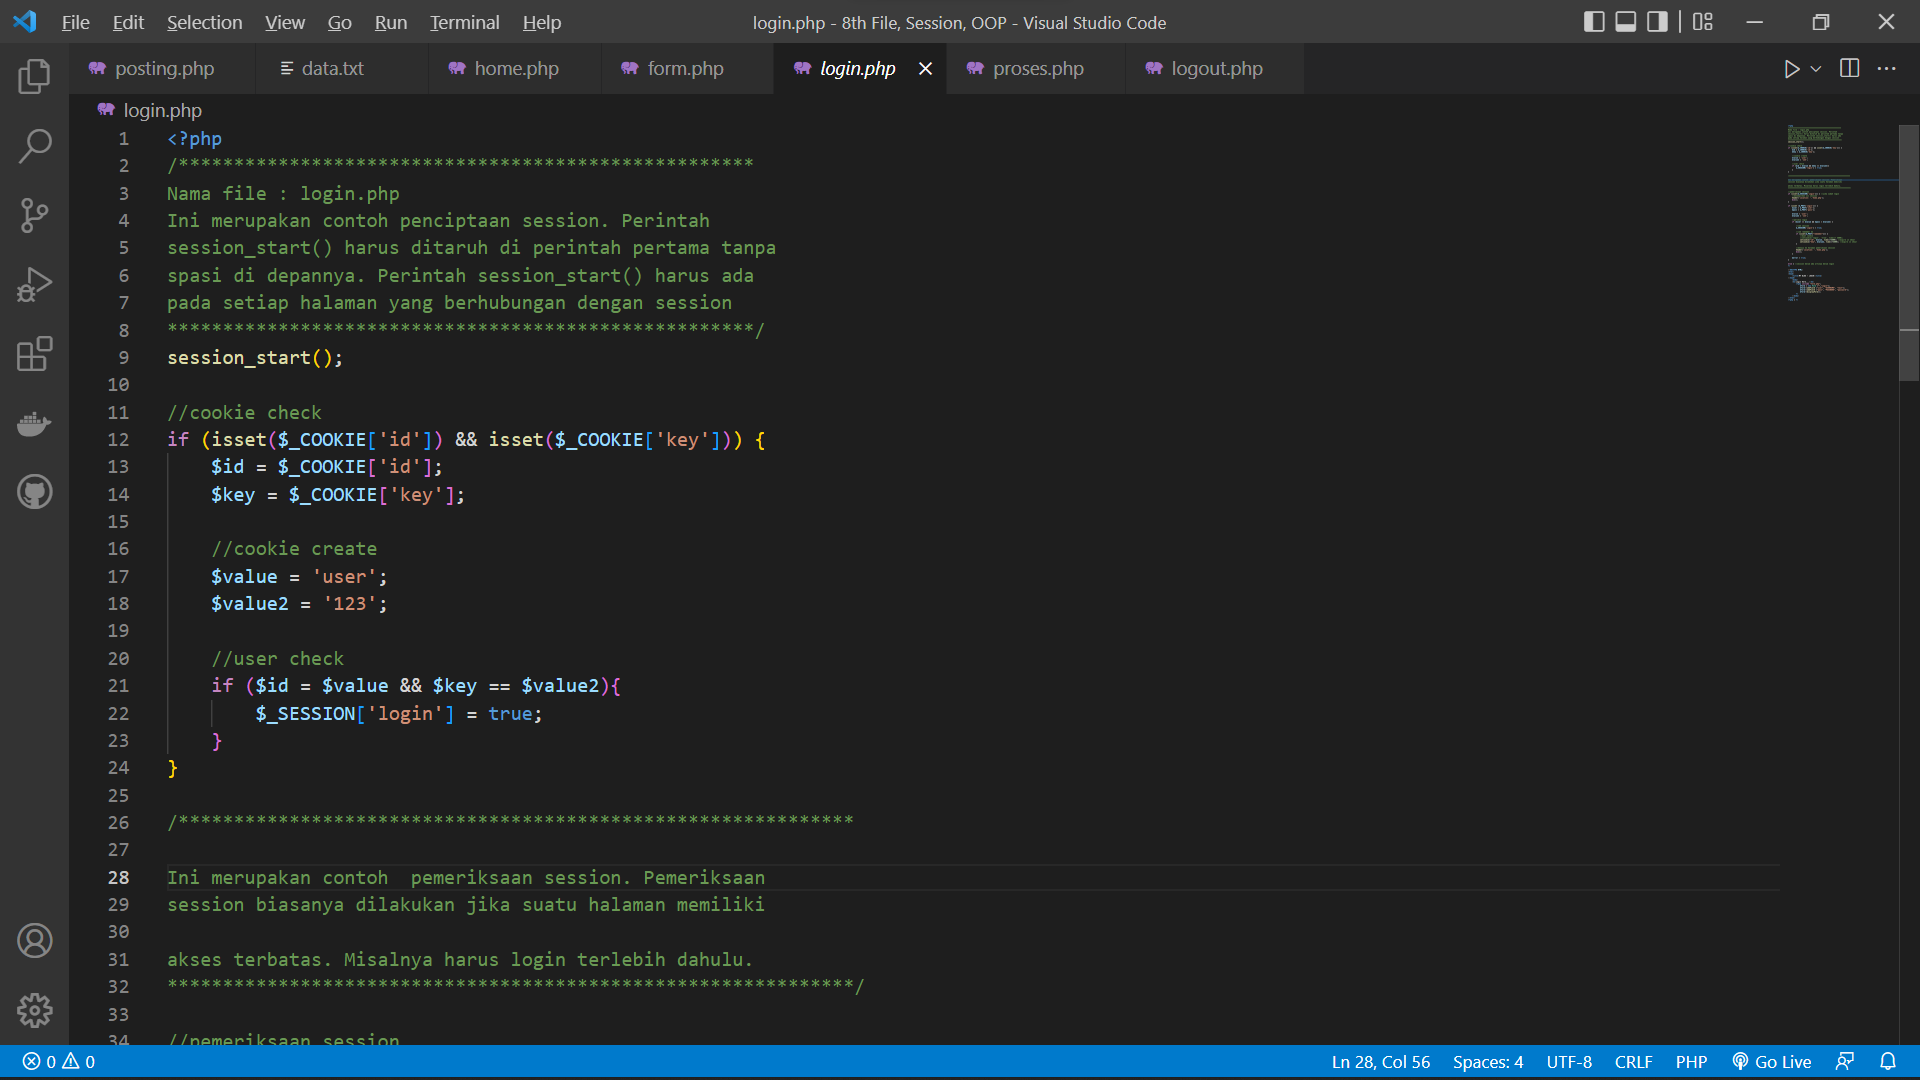 File Edit Selection View Go Run Terminal Help login.php - 8th File, Session, OOP - Visual Studio Code
posting.php data.txt home.php form.php login.php proses.php logout.php
login.php
1 <?php
2 /****************************************************
3 Nama file : login.php
4 Ini merupakan contoh penciptaan session. Perintah
5 session_start() harus ditaruh di perintah pertama tanpa
6 spasi di depannya. Perintah session_start() harus ada
7 pada setiap halaman yang berhubungan dengan session
8 *****************************************************/
9 session_start();
10
11 //cookie check
12 if (isset($_COOKIE['id']) && isset($_COOKIE['key'])) {
13 $id = $_COOKIE['id'];
14 $key = $_COOKIE['key'];
15
16 //cookie create
17 $value = 'user';
18 $value2 = '123';
19
20 //user check
21 if ($id = $value && $key == $value2){
22 $_SESSION['login'] = true;
23 }
24 }
25
26 /*************************************************************
27
28 Ini merupakan contoh  pemeriksaan session. Pemeriksaan
29 session biasanya dilakukan jika suatu halaman memiliki
30
31 akses terbatas. Misalnya harus login terlebih dahulu.
32 **************************************************************/
33
34 //pemeriksaan session
0 0 Ln 28, Col 56 Spaces: 4 UTF-8 CRLF PHP Go Live